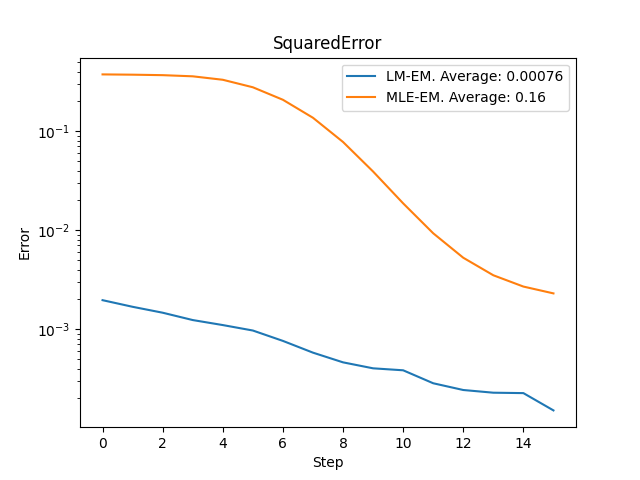 SquaredError
LM-EM. Average: 0.00076
MLE-EM. Average: 0.16
Error
10⁻¹
10⁻²
10⁻³
0 2 4 6 8 10 12 14
Step